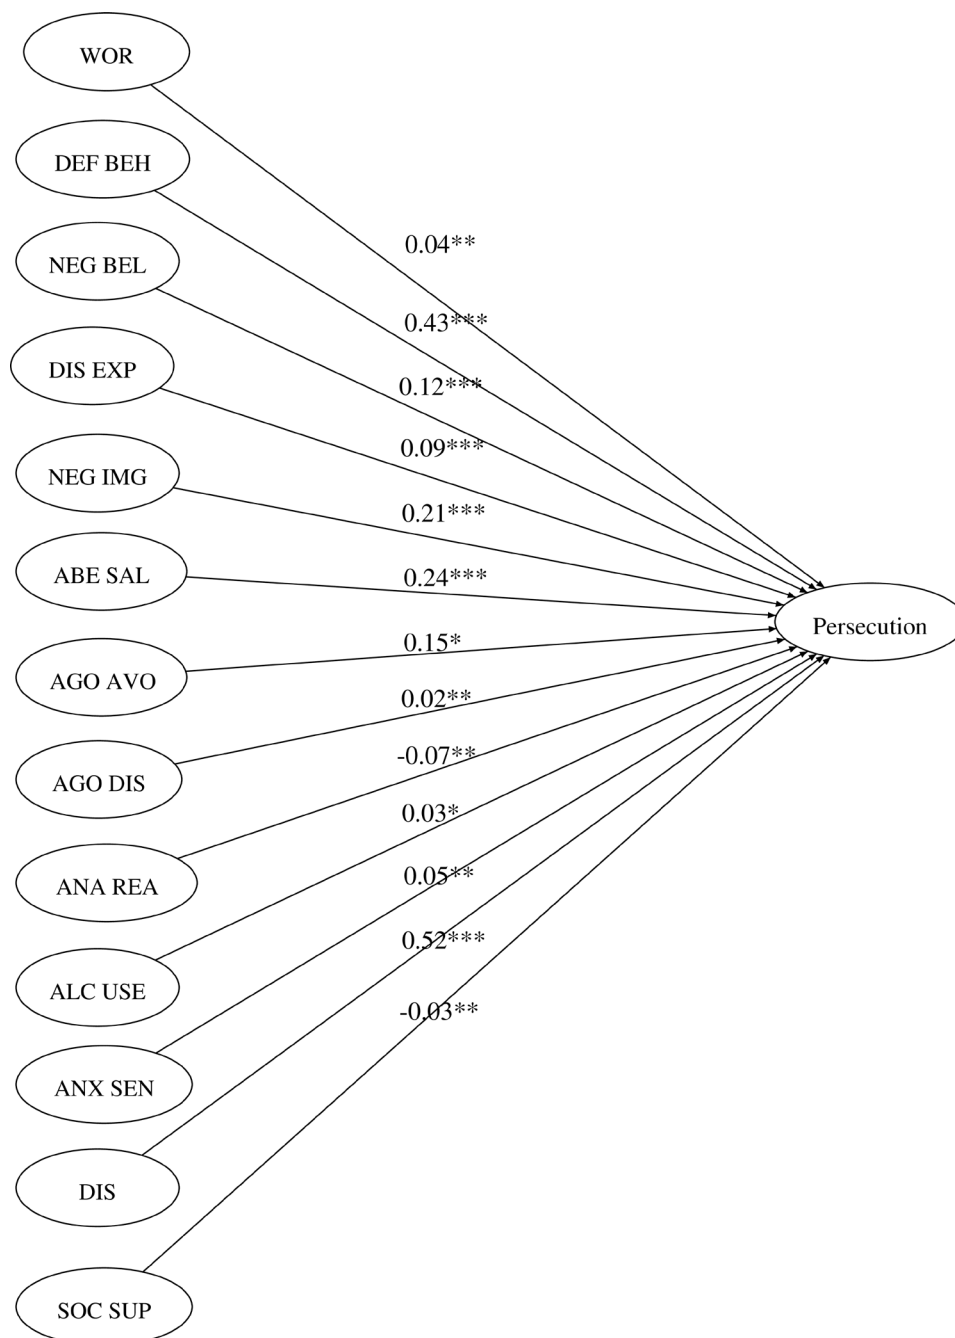 WOR
DEF BEH
NEG BEL
DIS EXP
NEG IMG
ABE SAL
AGO AVO
AGO DIS
ANA REA
ALC USE
ANX SEN
DIS
SOC SUP
0.04**
0.43***
0.12***
0.09***
0.21***
0.24***
0.15*
0.02**
-0.07**
0.03*
0.05**
0.52***
-0.03**
Persecution